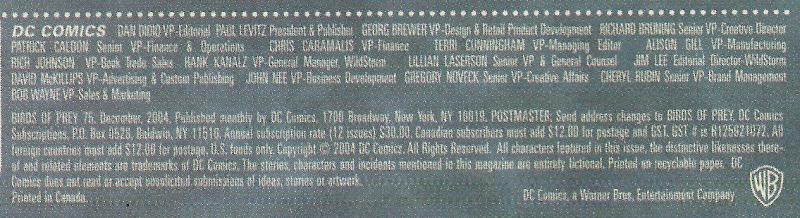 DC COMICS DAN DIDIO VP-Editorial PAUL LEVITZ President & Publisher GEORG BREWER VP-Design & Retail Product Development RICHARD BRUNING Senior VP-Creative Director
PATRICK CALDON Senior VP-Finance & Operations CHRIS CARAMALIS VP-Finance TERRI CUNNINGHAM VP-Managing Editor ALISON GILL VP-Manufacturing
RICH JOHNSON VP-Book Trade Sales HANK KANALZ VP-General Manager, WildStorm LILLIAN LASERSON Senior VP & General Counsel JIM LEE Editorial Director-WildStorm
DAVID McKILLIPS VP-Advertising & Custom Publishing JOHN NEE VP-Business Development GREGORY NOVECK Senior VP-Creative Affairs CHERYL RUBIN Senior VP-Brand Management
BOB WAYNE VP-Sales & Marketing
BIRDS OF PREY 75, December, 2004. Published monthly by DC Comics, 1700 Broadway, New York, NY 10019. POSTMASTER: Send address changes to BIRDS OF PREY, DC Comics
Subscriptions, P.O. Box 0528, Baldwin, NY 11510. Annual subscription rate (12 issues) $30.00. Canadian subscribers must add $12.00 for postage and GST. GST # is R125921072. All
foreign countries must add $12.00 for postage. U.S. funds only. Copyright © 2004 DC Comics. All Rights Reserved. All characters featured in this issue, the distinctive likenesses there-
of and related elements are trademarks of DC Comics. The stories, characters and incidents mentioned in this magazine are entirely fictional. Printed on recyclable paper. DC
Comics does not read or accept unsolicited submissions of ideas, stories or artwork.
Printed in Canada.
DC Comics, a Warner Bros. Entertainment Company
WB